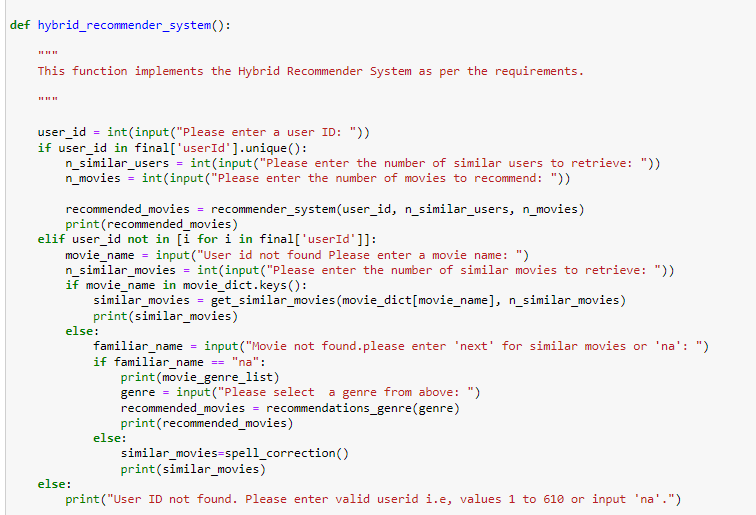 def hybrid_recommender_system():
    """
    This function implements the Hybrid Recommender System as per the requirements.
    """
    user_id = int(input("Please enter a user ID: "))
    if user_id in final['userId'].unique():
        n_similar_users = int(input("Please enter the number of similar users to retrieve: "))
        n_movies = int(input("Please enter the number of movies to recommend: "))
        recommended_movies = recommender_system(user_id, n_similar_users, n_movies)
        print(recommended_movies)
    elif user_id not in [i for i in final['userId']]:
        movie_name = input("User id not found Please enter a movie name: ")
        n_similar_movies = int(input("Please enter the number of similar movies to retrieve: "))
        if movie_name in movie_dict.keys():
            similar_movies = get_similar_movies(movie_dict[movie_name], n_similar_movies)
            print(similar_movies)
        else:
            familiar_name = input("Movie not found.please enter 'next' for similar movies or 'na': ")
            if familiar_name == "na":
                print(movie_genre_list)
                genre = input("Please select  a genre from above: ")
                recommended_movies = recommendations_genre(genre)
                print(recommended_movies)
            else:
                similar_movies=spell_correction()
                print(similar_movies)
    else:
        print("User ID not found. Please enter valid userid i.e, values 1 to 610 or input 'na'.")